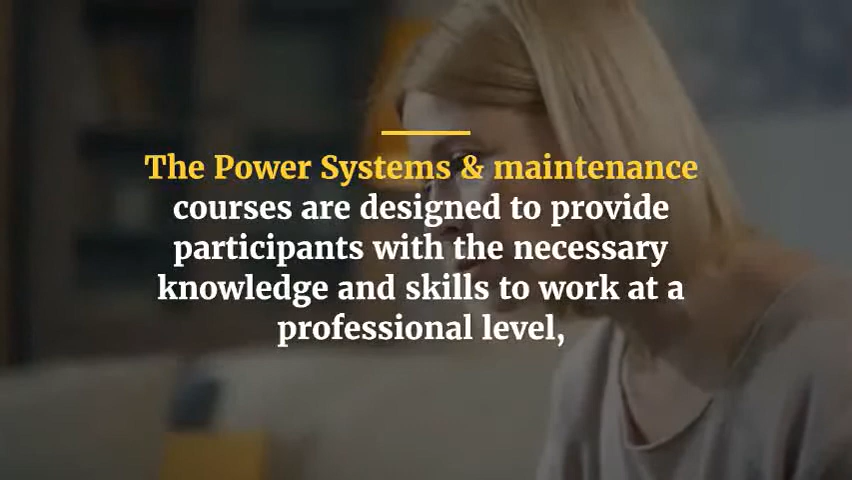 The Power Systems & maintenance
courses are designed to provide
participants with the necessary
knowledge and skills to work at a
professional level,